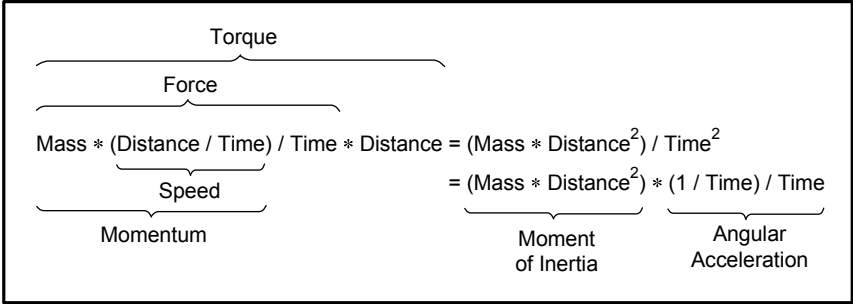 Torque
Force
Mass ∗ (Distance / Time) / Time ∗ Distance = (Mass ∗ Distance²) / Time²
= (Mass ∗ Distance²) ∗ (1 / Time) / Time
Speed
Momentum
Moment
of Inertia
Angular
Acceleration